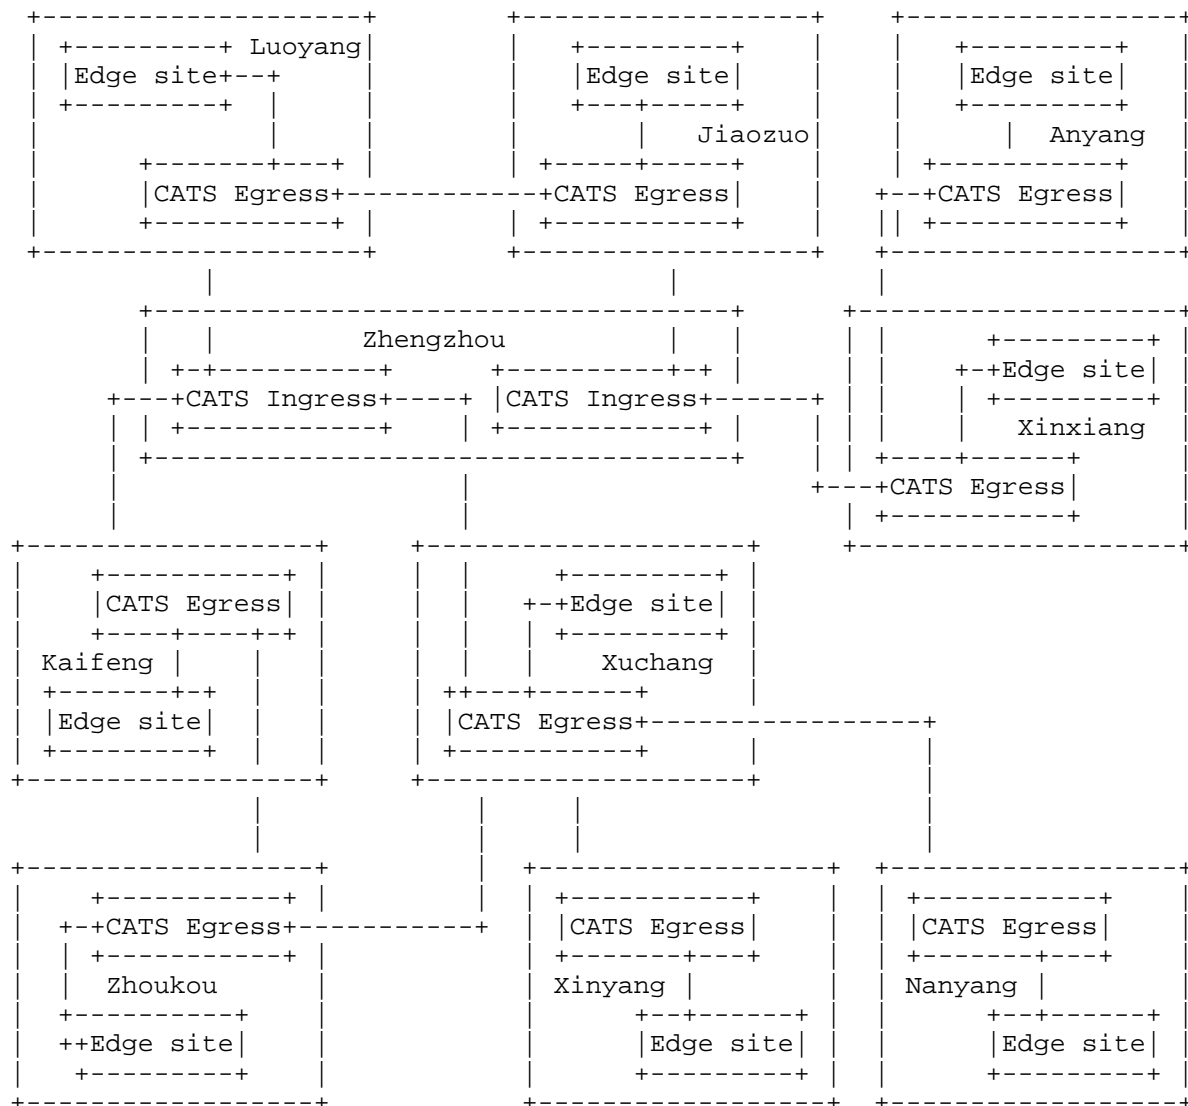 Luoyang
Edge site Edge site Edge site
Jiaozuo Anyang
CATS Egress CATS Egress CATS Egress
Zhengzhou
Edge site
CATS Ingress CATS Ingress
Xinxiang
CATS Egress
CATS Egress Edge site
Kaifeng Xuchang
Edge site CATS Egress
CATS Egress CATS Egress CATS Egress
Zhoukou Xinyang Nanyang
Edge site Edge site Edge site